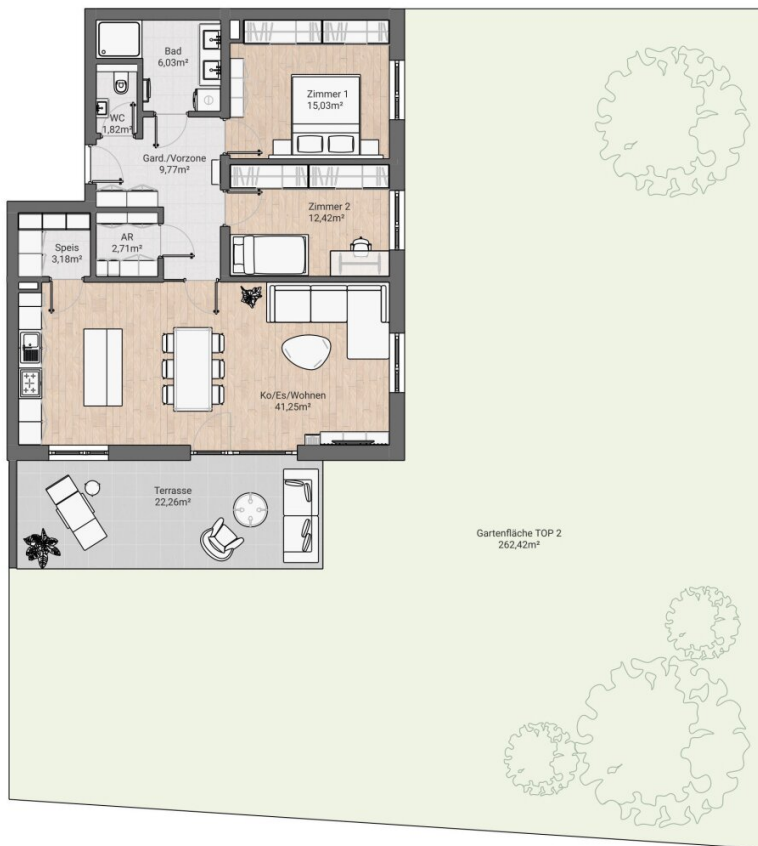 Bad
6,03m²
Zimmer 1
15,03m²
WC
1,82m²
Gard./Vorzone
9,77m²
Zimmer 2
12,42m²
AR
2,71m²
Speis
3,18m²
Ko/Es/Wohnen
41,25m²
Terrasse
22,26m²
Gartenfläche TOP 2
262,42m²